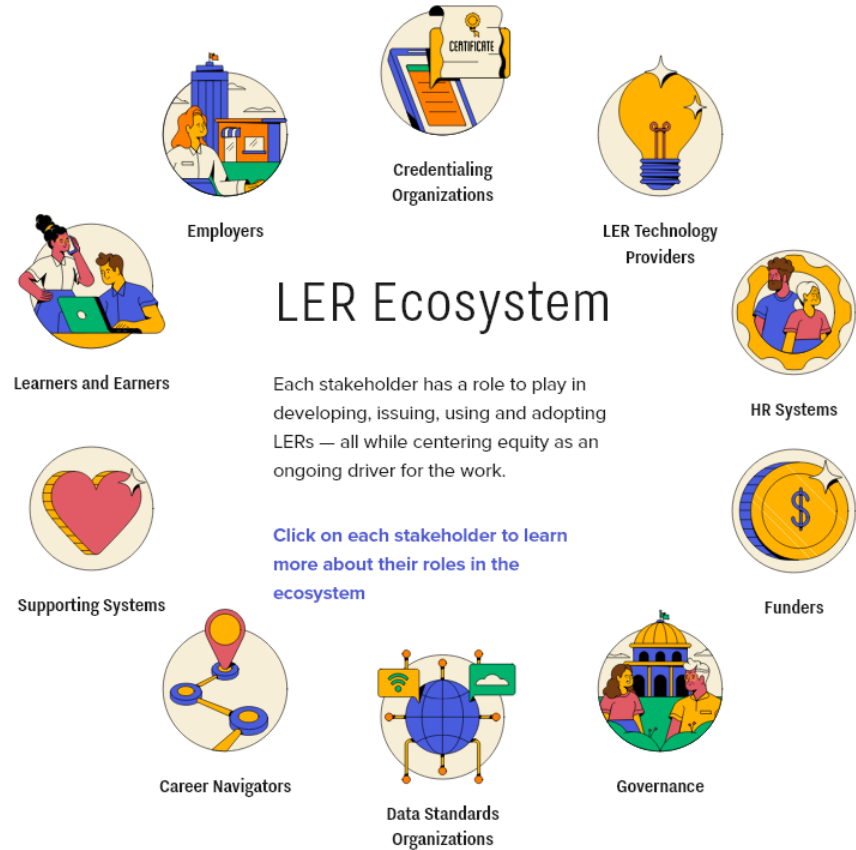 CERTIFICATE
Credentialing
Organizations
Employers
LER Technology
Providers
LER Ecosystem
Learners and Earners
HR Systems
Each stakeholder has a role to play in
developing, issuing, using and adopting
LERs — all while centering equity as an
ongoing driver for the work.
Click on each stakeholder to learn
more about their roles in the
ecosystem
$
Supporting Systems
Funders
Career Navigators
Governance
Data Standards
Organizations